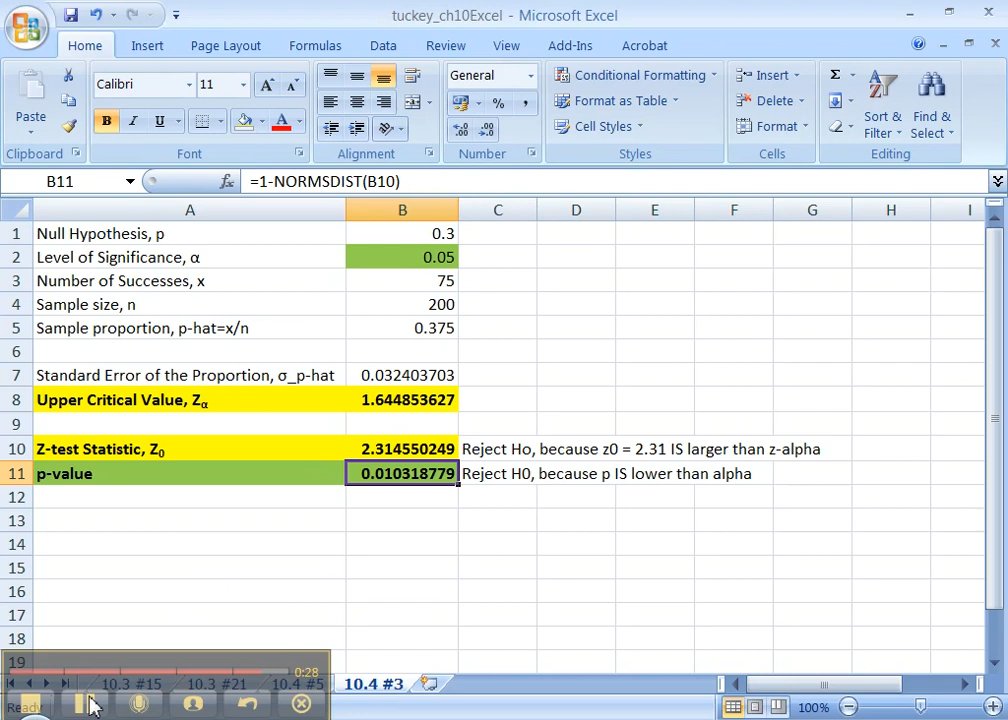 tuckey_ch10Excel - Microsoft Excel
Home Insert Page Layout Formulas Data Review View Add-Ins Acrobat
Calibri 11 General Conditional Formatting Insert Σ
Paste B I U A $ % , Format as Table Delete Sort & Find &
Cell Styles Format Filter Select
Clipboard Font Alignment Number Styles Cells Editing
B11 fx =1-NORMSDIST(B10)
A B C D E F G H I
1 Null Hypothesis, p 0.3
2 Level of Significance, α 0.05
3 Number of Successes, x 75
4 Sample size, n 200
5 Sample proportion, p-hat=x/n 0.375
6
7 Standard Error of the Proportion, σ_p-hat 0.032403703
8 Upper Critical Value, Zα 1.644853627
9
10 Z-test Statistic, Z0 2.314550249 Reject Ho, because z0 = 2.31 IS larger than z-alpha
11 p-value 0.010318779 Reject H0, because p IS lower than alpha
12
13
14
15
16
17
18
19
0:28
10.3 #15 10.3 #21 10.4 #5 10.4 #3
Ready 100%